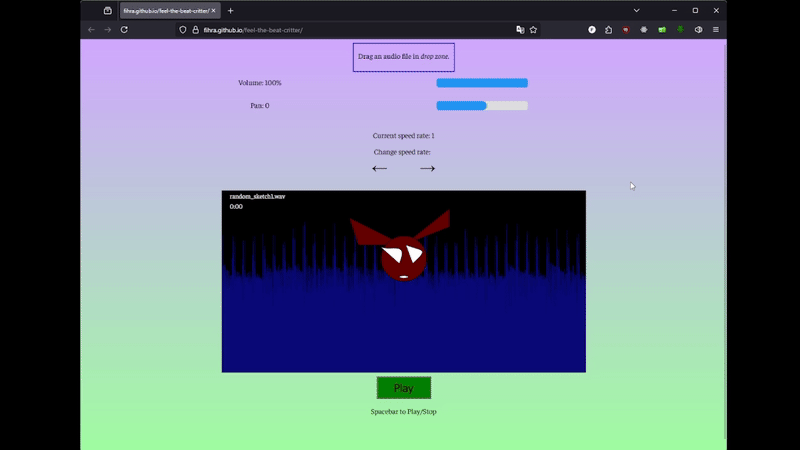 fihra.github.io/feel-the-beat-critter/
fihra.github.io/feel-the-beat-critter/
Drag an audio file in drop zone.
Volume: 100%
Pan: 0
Current speed rate: 1
Change speed rate:
random_sketch1.wav
0:00
Play
Spacebar to Play/Stop